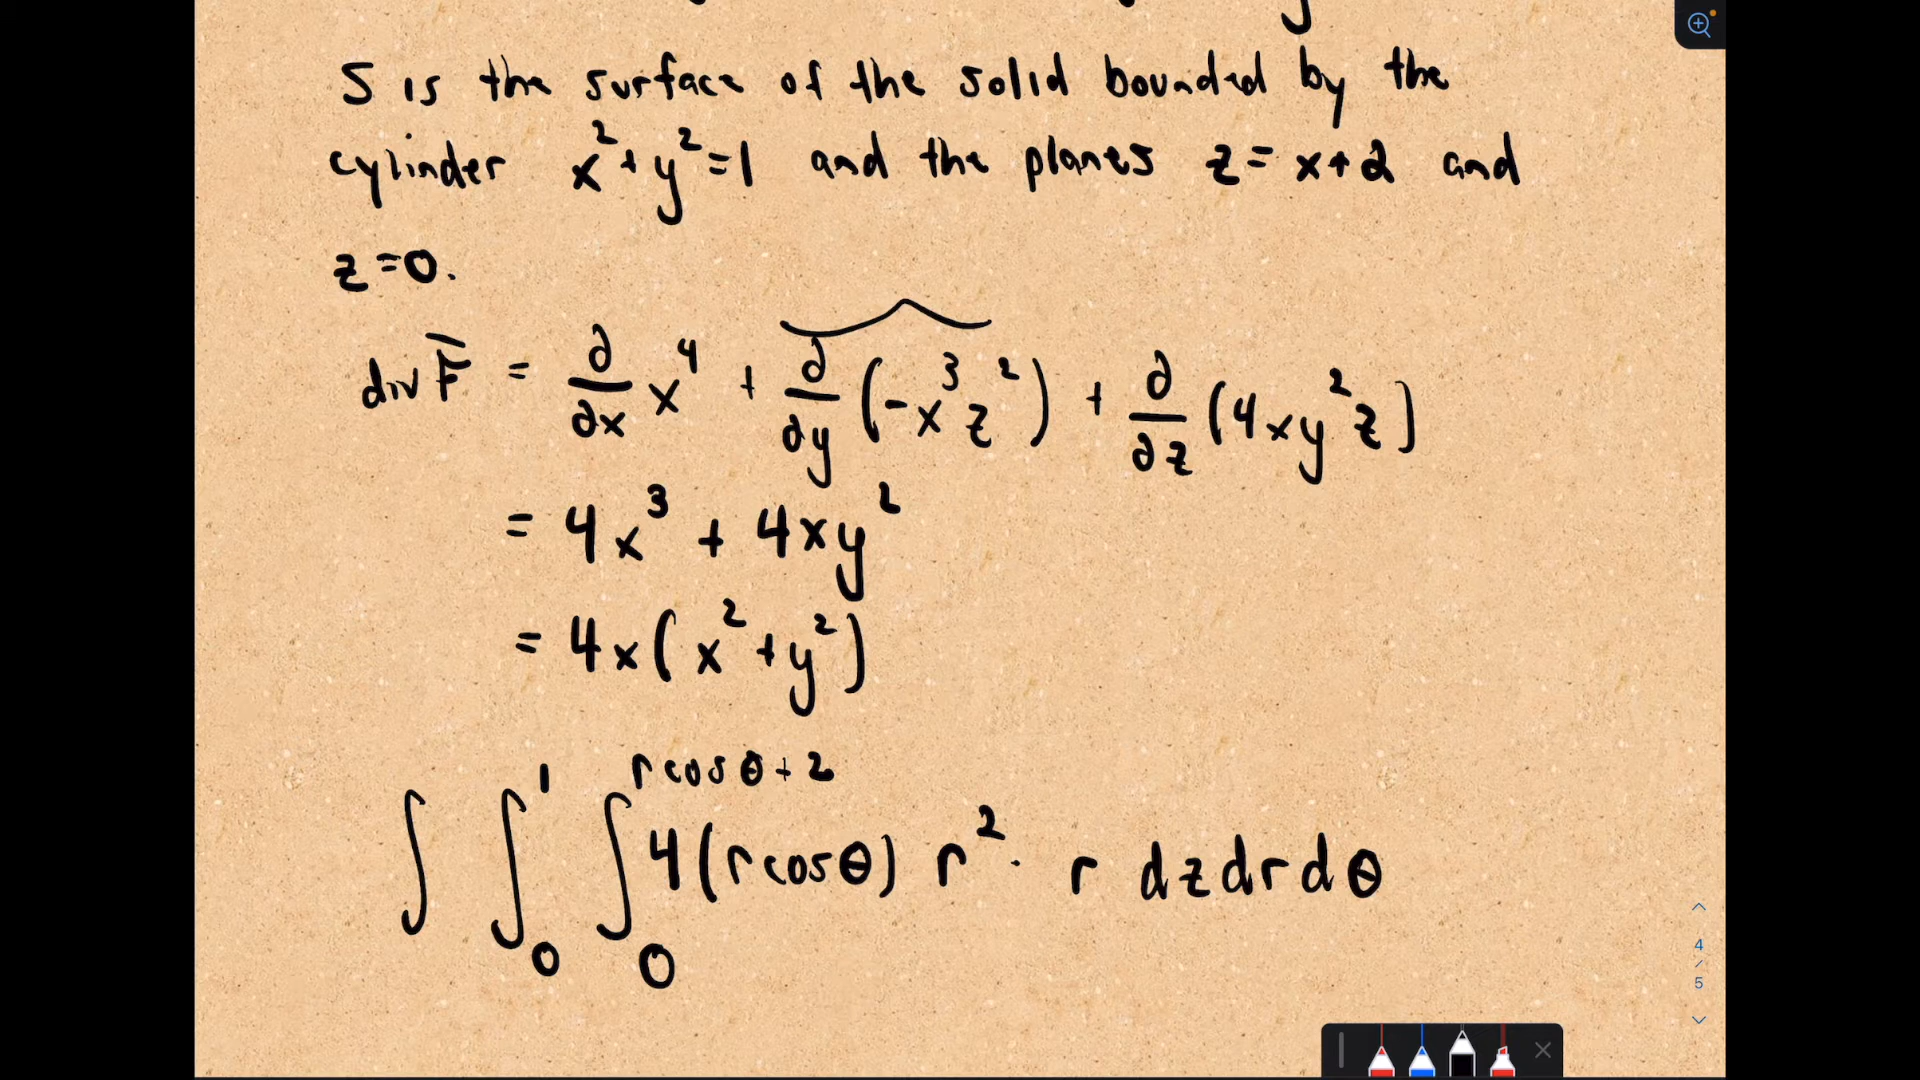 S is the surface of the solid bounded by the
cylinder x² + y² = 1 and the planes z = x+2 and
z = 0.
div F̄ = ∂/∂x x⁴ + ∂/∂y (-x³z²) + ∂/∂z (4xy²z)
= 4x³ + 4xy²
= 4x(x² + y²)
∫ ∫₀¹ ∫₀^(r cos θ + 2) 4(r cos θ) r² · r dz dr dθ
4
/
5